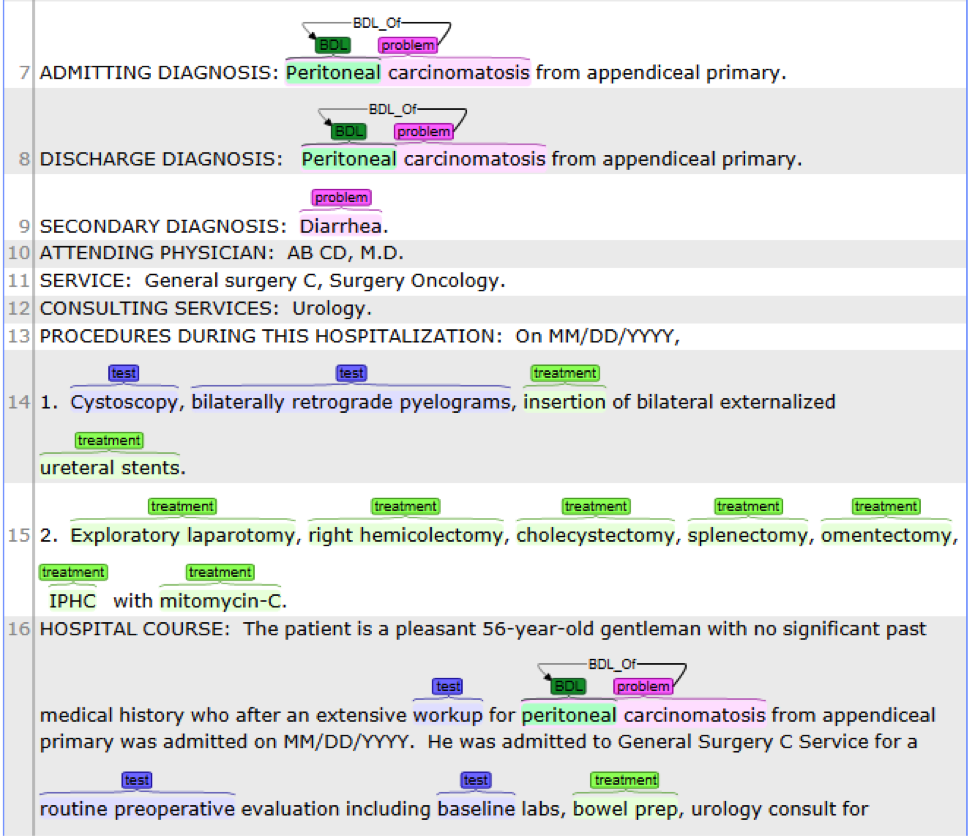 BDL_Of
BDL problem
7 ADMITTING DIAGNOSIS: Peritoneal carcinomatosis from appendiceal primary.
BDL_Of
BDL problem
8 DISCHARGE DIAGNOSIS: Peritoneal carcinomatosis from appendiceal primary.
problem
9 SECONDARY DIAGNOSIS: Diarrhea.
10 ATTENDING PHYSICIAN: AB CD, M.D.
11 SERVICE: General surgery C, Surgery Oncology.
12 CONSULTING SERVICES: Urology.
13 PROCEDURES DURING THIS HOSPITALIZATION: On MM/DD/YYYY,
test test treatment
14 1. Cystoscopy, bilaterally retrograde pyelograms, insertion of bilateral externalized
treatment
ureteral stents.
treatment treatment treatment treatment treatment
15 2. Exploratory laparotomy, right hemicolectomy, cholecystectomy, splenectomy, omentectomy,
treatment treatment
IPHC with mitomycin-C.
16 HOSPITAL COURSE: The patient is a pleasant 56-year-old gentleman with no significant past
BDL_Of
test BDL problem
medical history who after an extensive workup for peritoneal carcinomatosis from appendiceal
primary was admitted on MM/DD/YYYY. He was admitted to General Surgery C Service for a
test test treatment
routine preoperative evaluation including baseline labs, bowel prep, urology consult for